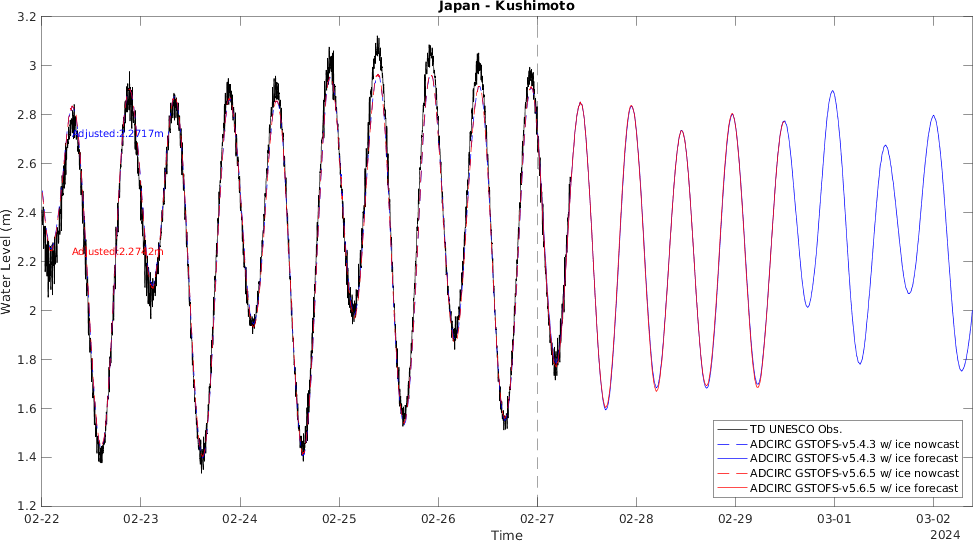 Japan - Kushimoto
3.2
3
2.8
2.6
2.4
2.2
2
1.8
1.6
1.4
1.2
Water Level (m)
Adjusted:2.2717m
Adjusted:2.2742m
TD UNESCO Obs.
ADCIRC GSTOFS-v5.4.3 w/ ice nowcast
ADCIRC GSTOFS-v5.4.3 w/ ice forecast
ADCIRC GSTOFS-v5.6.5 w/ ice nowcast
ADCIRC GSTOFS-v5.6.5 w/ ice forecast
02-22 02-23 02-24 02-25 02-26 02-27 02-28 02-29 03-01 03-02
Time
2024